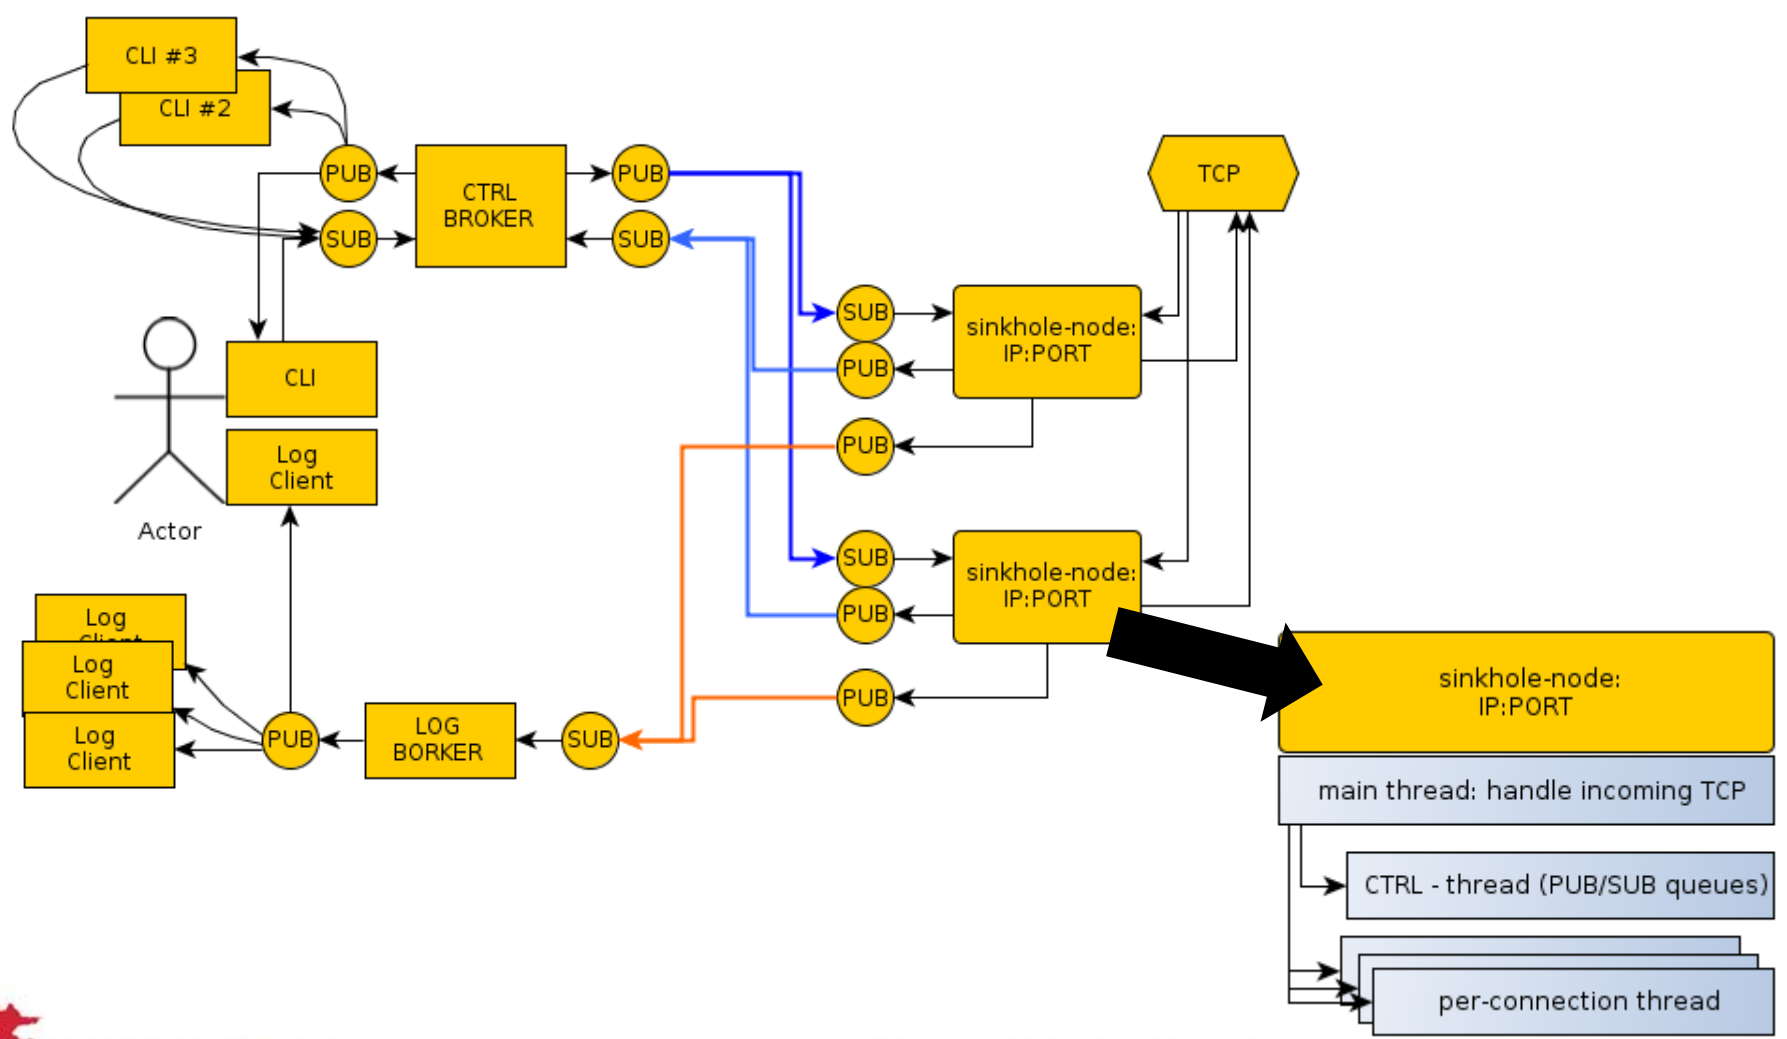 CLI #3
CLI #2
PUB
SUB
CTRL
BROKER
PUB
SUB
TCP
SUB
PUB
PUB
sinkhole-node:
IP:PORT
CLI
Log
Client
Actor
SUB
PUB
PUB
sinkhole-node:
IP:PORT
Log
Client
Log
Client
Log
Client
PUB
LOG
BORKER
SUB
sinkhole-node:
IP:PORT
main thread: handle incoming TCP
CTRL - thread (PUB/SUB queues)
per-connection thread